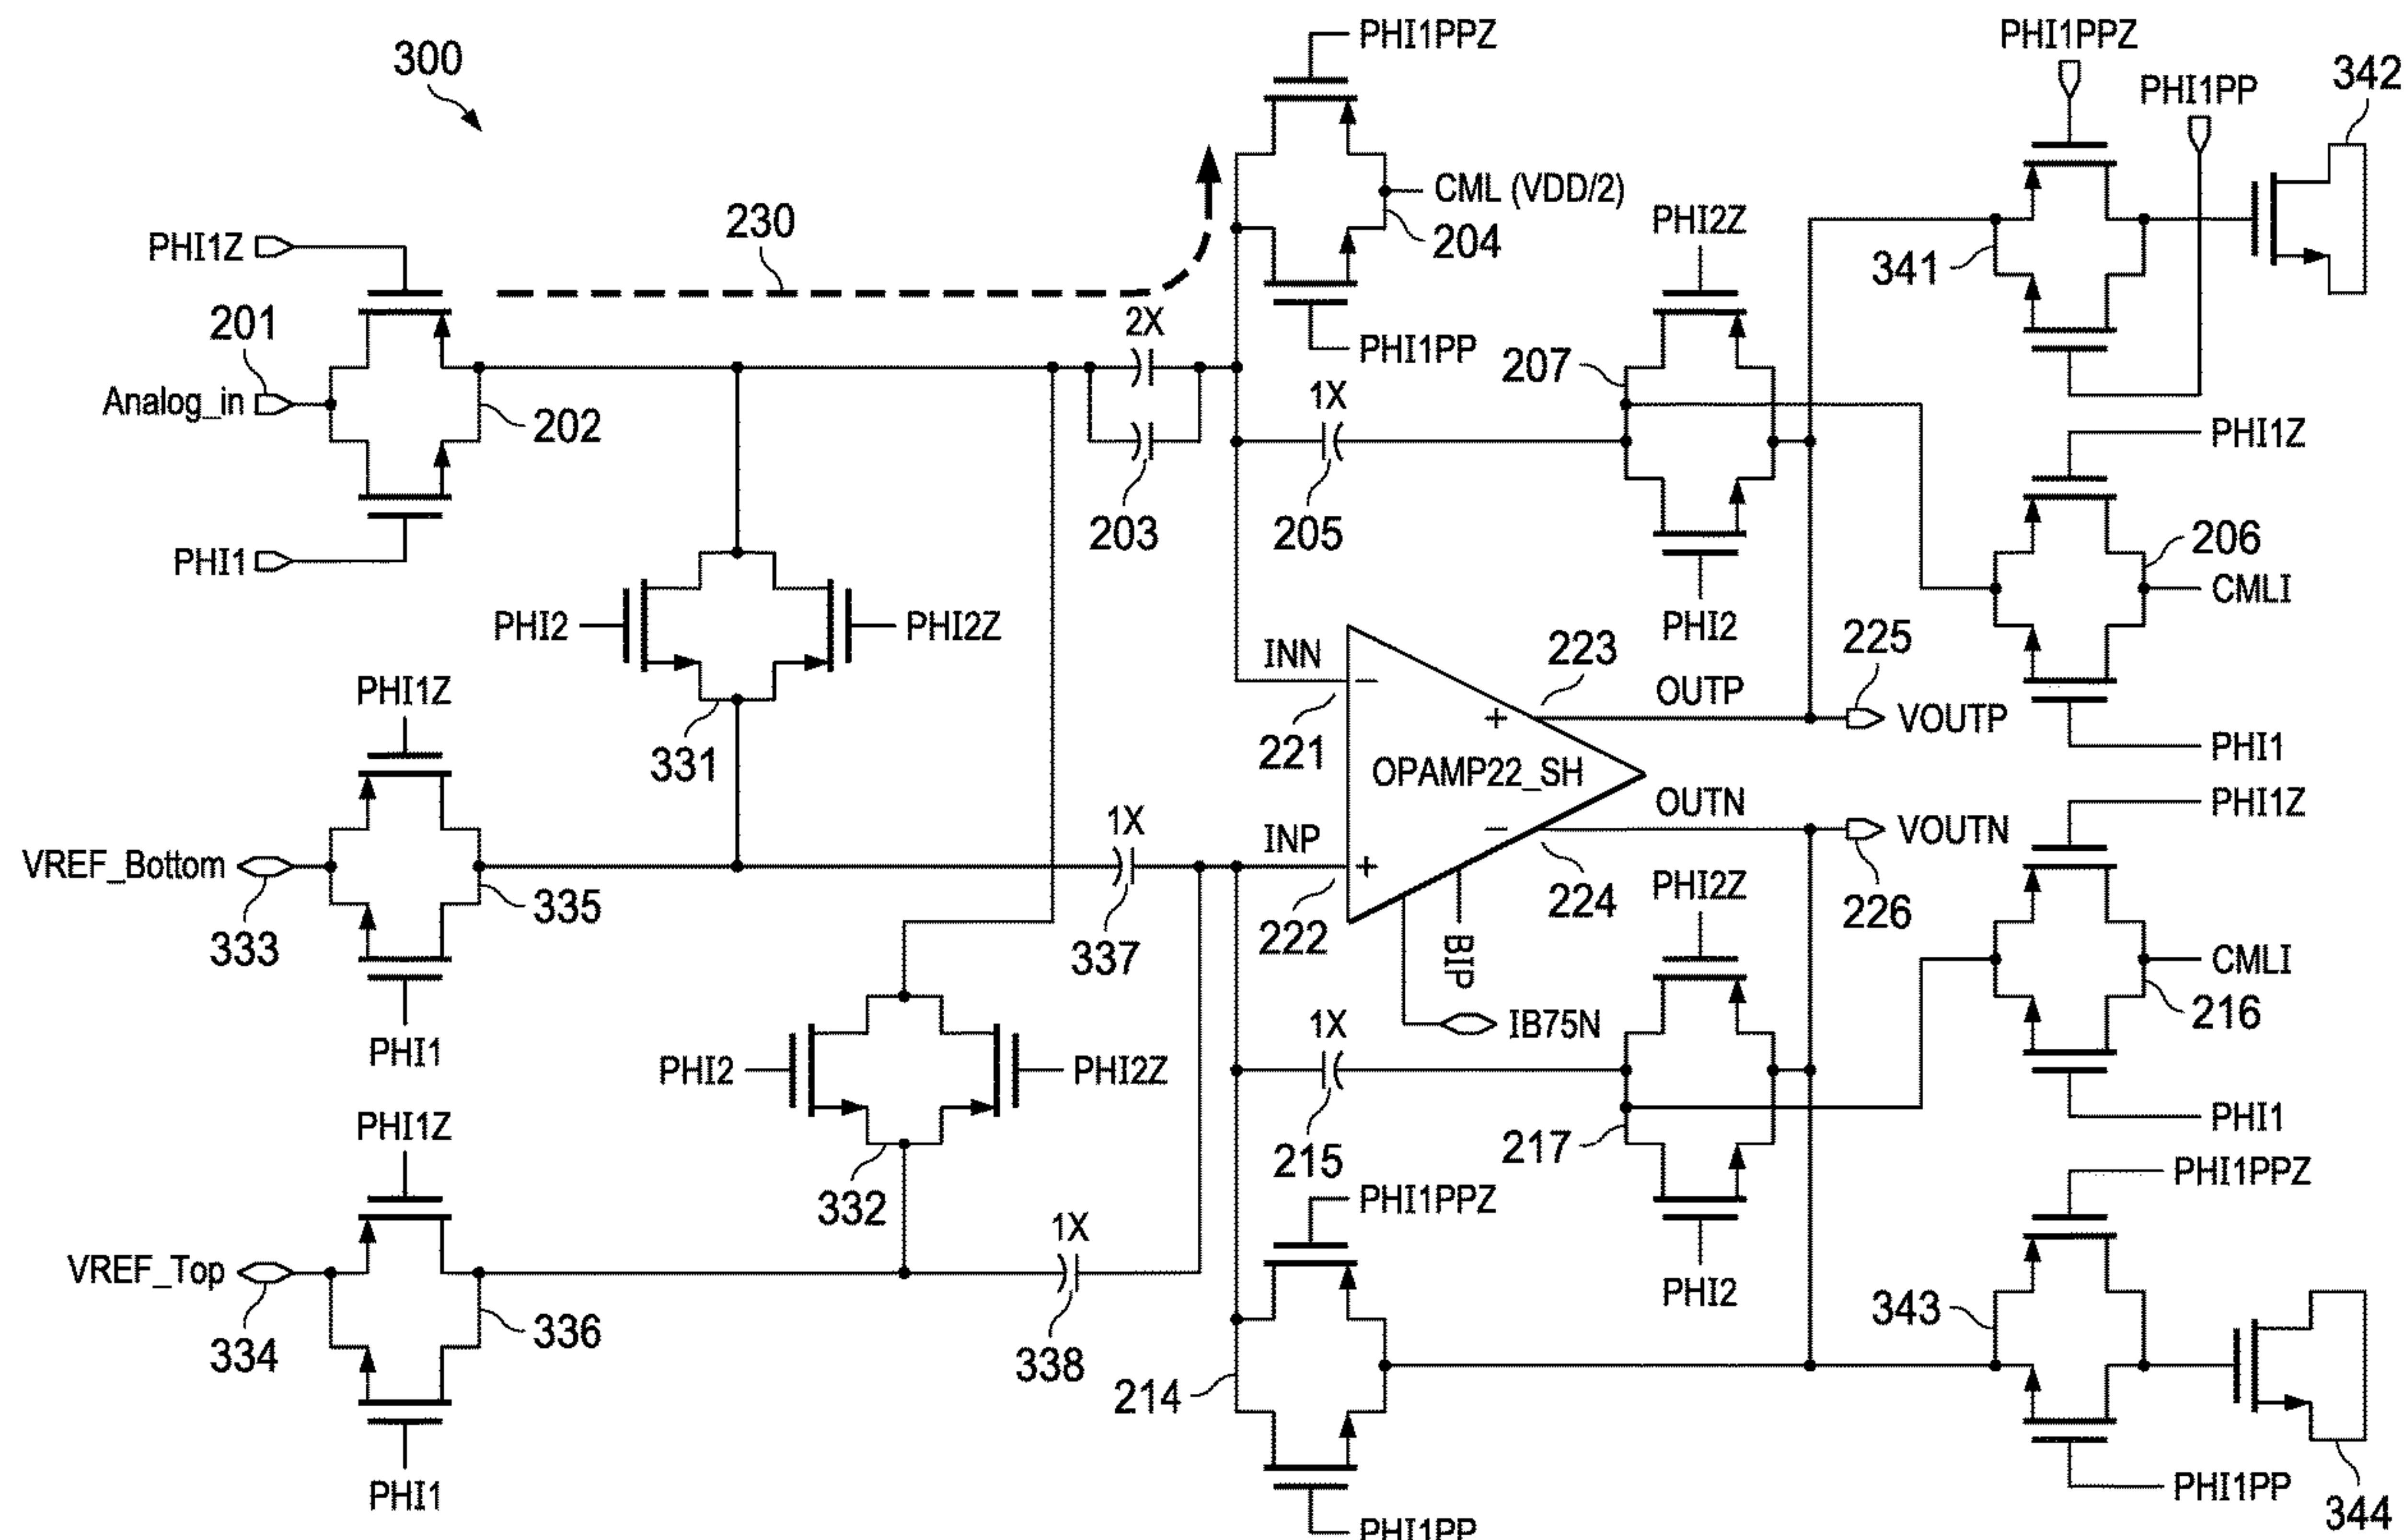 300
PHI1PPZ
PHI1PPZ
342
PHI1PP
CML (VDD/2)
204
PHI1Z
230
PHI2Z
341
201
2X
PHI1PP
207
Analog_in
202
1X
PHI1Z
203
205
206
PHI1
PHI2
PHI2Z
PHI2
CMLI
INN
223
225
PHI1Z
331
221
+
OUTP
VOUTP
PHI1
OPAMP22_SH
1X
INP
OUTN
PHI1Z
VREF_Bottom
+
VOUTN
335
PHI2Z
333
337
222
224
226
BIP
CMLI
PHI1
1X
IB75N
216
PHI2
PHI2Z
PHI1Z
215
217
PHI1
332
PHI1PPZ
PHI1PPZ
1X
VREF_Top
PHI2
343
334
336
338
214
PHI1
PHI1PP
344
PHI1PP